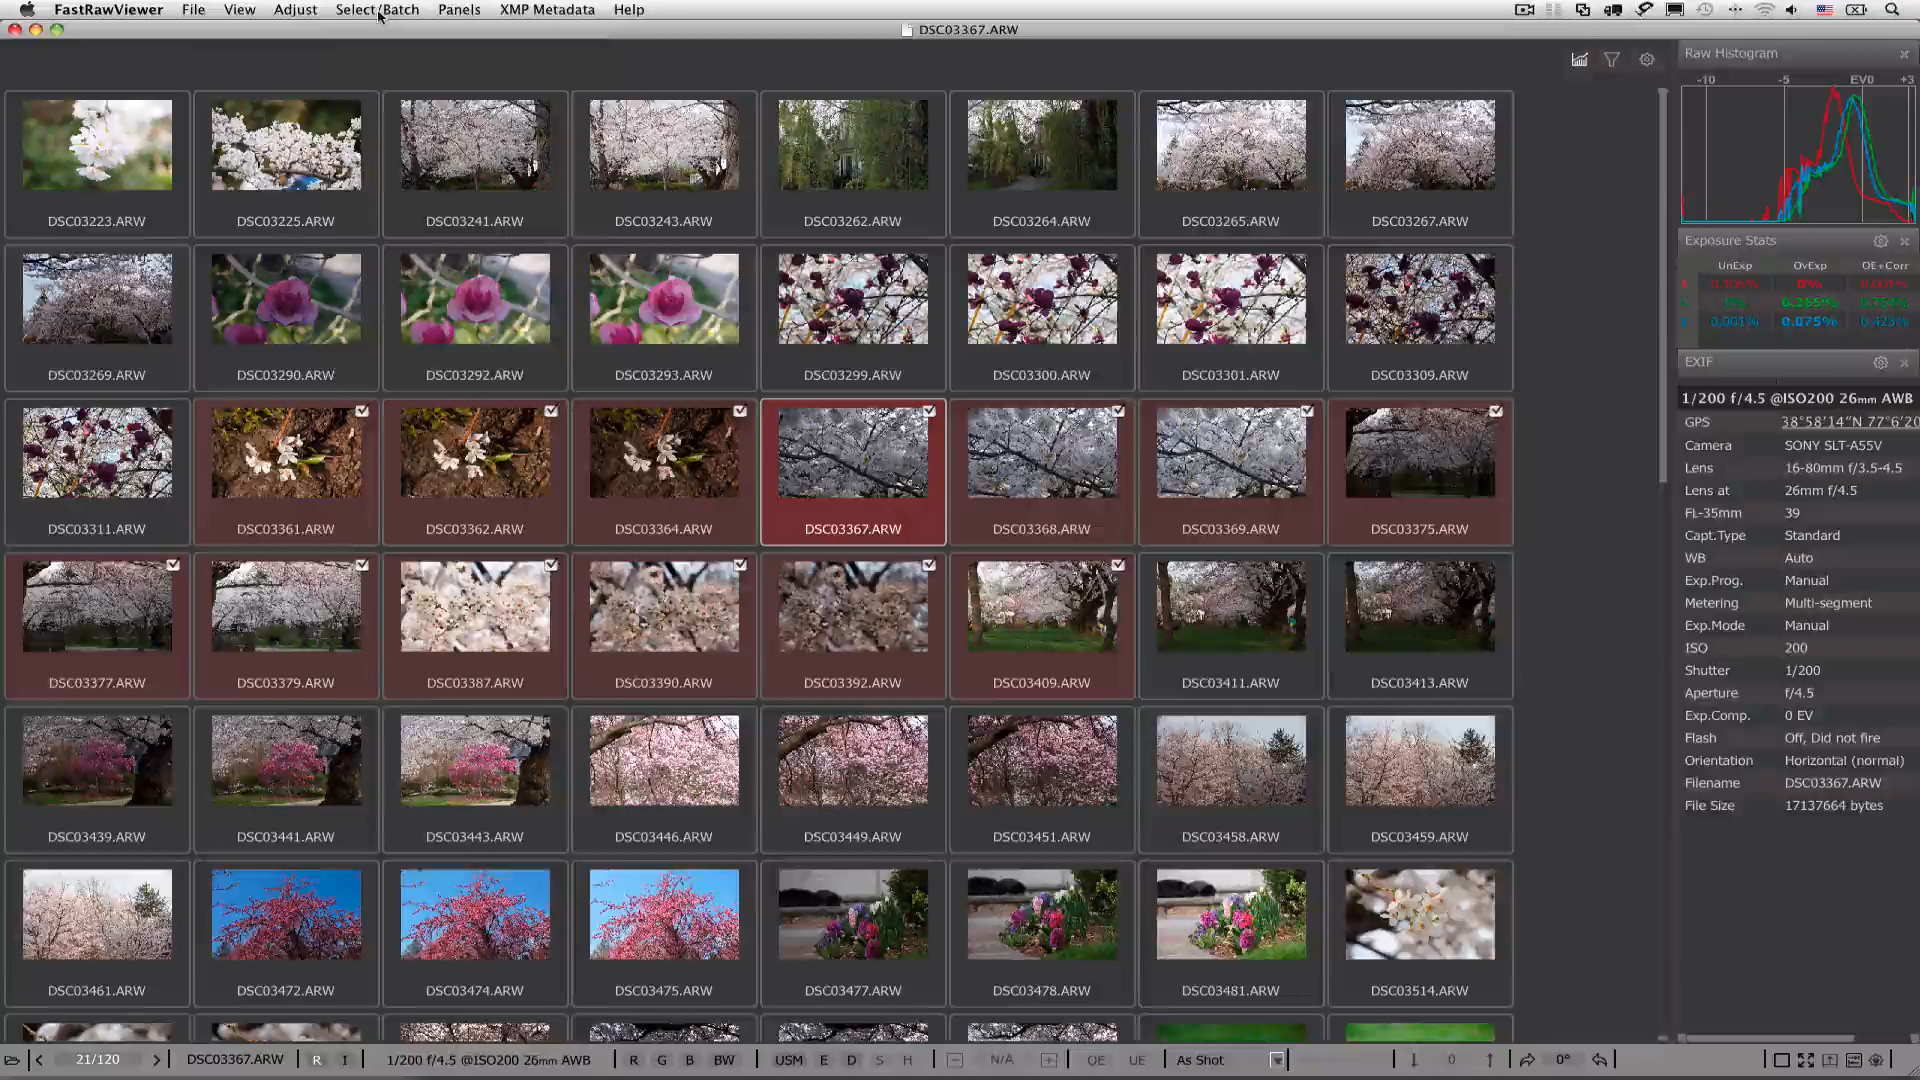 FastRawViewer File View Adjust Select/Batch Panels XMP Metadata Help
DSC03367.ARW
Raw Histogram
-10 -5 EV0 +3
DSC03223.ARW DSC03225.ARW DSC03241.ARW DSC03243.ARW DSC03262.ARW DSC03264.ARW DSC03265.ARW DSC03267.ARW
Exposure Stats
UnExp OvExp OE+Corr
0% 0.265%
0.001% 0.075% 0.423%
DSC03269.ARW DSC03290.ARW DSC03292.ARW DSC03293.ARW DSC03299.ARW DSC03300.ARW DSC03301.ARW DSC03309.ARW
EXIF
1/200 f/4.5 @ISO200 26mm AWB
GPS 38°58'14"N 77°6'20
Camera SONY SLT-A55V
Lens 16-80mm f/3.5-4.5
Lens at 26mm f/4.5
FL-35mm 39
Capt.Type Standard
WB Auto
Exp.Prog. Manual
Metering Multi-segment
Exp.Mode Manual
ISO 200
Shutter 1/200
Aperture f/4.5
Exp.Comp. 0 EV
Flash Off, Did not fire
Orientation Horizontal (normal)
Filename DSC03367.ARW
File Size 17137664 bytes
DSC03311.ARW DSC03361.ARW DSC03362.ARW DSC03364.ARW DSC03367.ARW DSC03368.ARW DSC03369.ARW DSC03375.ARW
DSC03377.ARW DSC03379.ARW DSC03387.ARW DSC03390.ARW DSC03392.ARW DSC03409.ARW DSC03411.ARW DSC03413.ARW
DSC03439.ARW DSC03441.ARW DSC03443.ARW DSC03446.ARW DSC03449.ARW DSC03451.ARW DSC03458.ARW DSC03459.ARW
DSC03461.ARW DSC03472.ARW DSC03474.ARW DSC03475.ARW DSC03477.ARW DSC03478.ARW DSC03481.ARW DSC03514.ARW
21/120 DSC03367.ARW R I 1/200 f/4.5 @ISO200 26mm AWB R G B BW USM E D S H N/A OE UE As Shot 0 0°